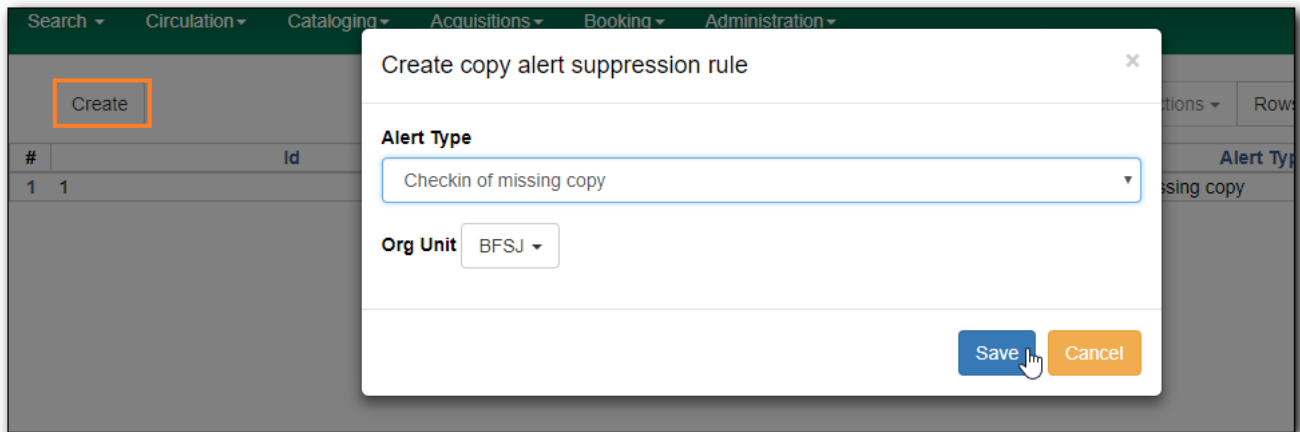 Search Circulation Cataloging Acquisitions Booking Administration
Create copy alert suppression rule ×
Create
tions Rows
Alert Type
# Id Alert Typ
Checkin of missing copy
1 1 ssing copy
Org Unit BFSJ
Save Cancel